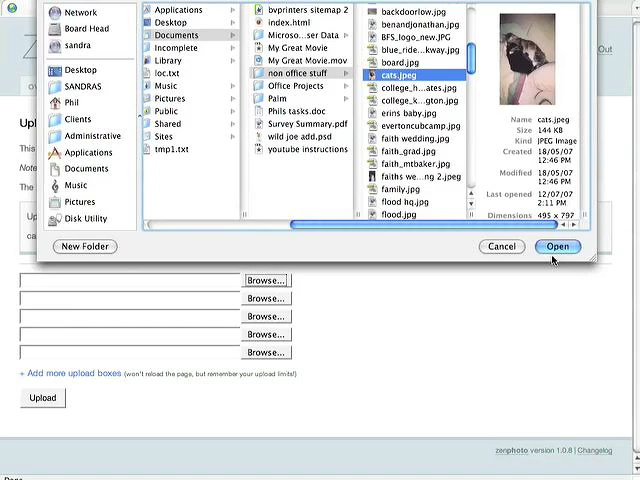 Network
Board Head
sandra
Desktop
SANDRAS
Phil
Clients
Administrative
Applications
Documents
Music
Pictures
Disk Utility
Applications
Desktop
Documents
Incomplete
Library
loc.txt
Music
Pictures
Public
Shared
Sites
tmp1.txt
bvprinters sitemap 2
index.html
Microso...ser Data
My Great Movie
My Great Movie.mov
non office stuff
Office Projects
Palm
Phils tasks.doc
Survey Summary.pdf
wild joe add.psd
youtube instructions
backdoorlow.jpg
benandjonathan.jpg
BFS_logo_new.JPG
blue_ride...kway.jpg
board.jpg
cats.jpeg
college_h...ates.jpg
college_k...gton.jpg
erins baby.jpg
evertoncubcamp.jpg
faith wedding.jpg
faith_grad.jpg
faith_mtbaker.jpg
faiths we...ng 2.jpeg
family.jpg
flood hq.jpg
flood.jpg
Name cats.jpeg
Size 144 KB
Kind JPEG Image
Created 18/05/07
12:46 PM
Modified 18/05/07
12:46 PM
Last opened 12/07/07
2:11 PM
Dimensions 495 x 797
New Folder
Cancel
Open
Out
Browse...
Browse...
Browse...
Browse...
Browse...
+ Add more upload boxes (won't reload the page, but remember your upload limits!)
Upload
zenphoto version 1.0.8 | Changelog